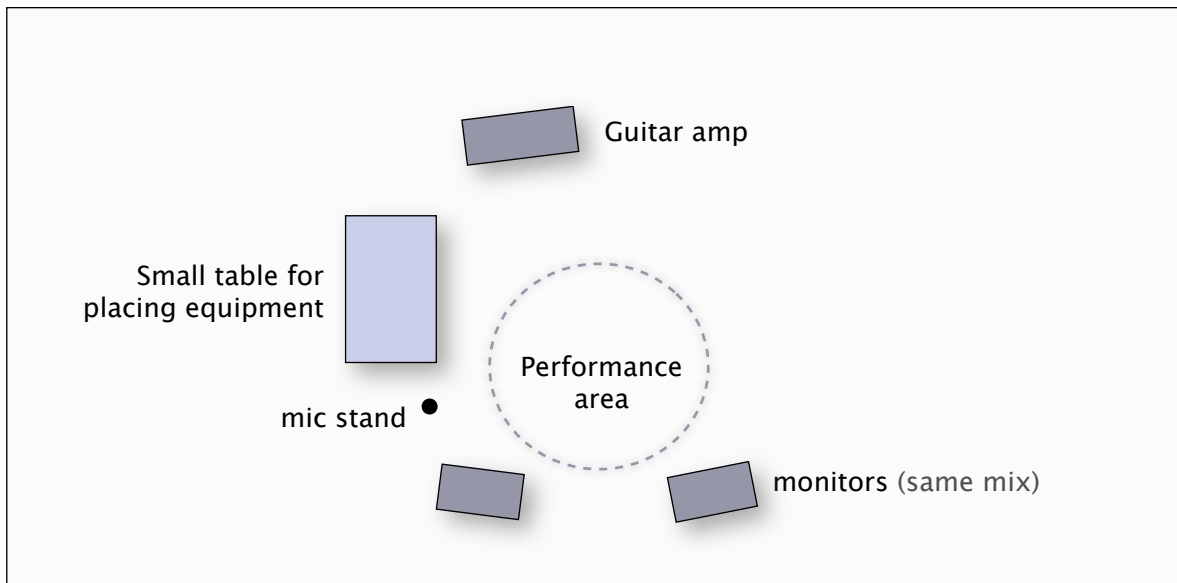 Guitar amp
Small table for
placing equipment
Performance
area
mic stand
monitors (same mix)